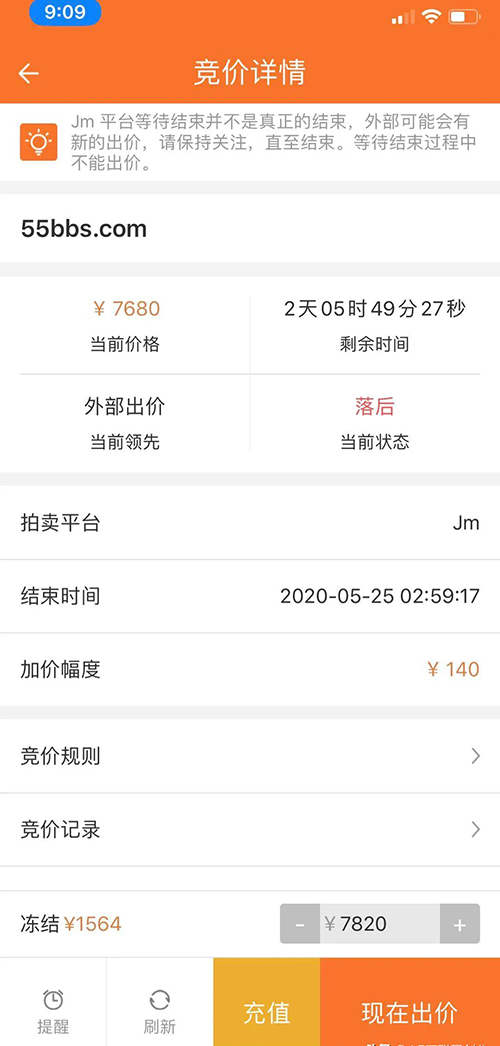 9:09
竞价详情
Jm 平台等待结束并不是真正的结束，外部可能会有
新的出价，请保持关注，直至结束。等待结束过程中
不能出价。
55bbs.com
¥ 7680
2天05时49分27秒
当前价格
剩余时间
外部出价
落后
当前领先
当前状态
拍卖平台
Jm
结束时间
2020-05-25 02:59:17
加价幅度
¥ 140
竞价规则
竞价记录
冻结 ¥1564
- ¥ 7820 +
提醒
刷新
充值
现在出价